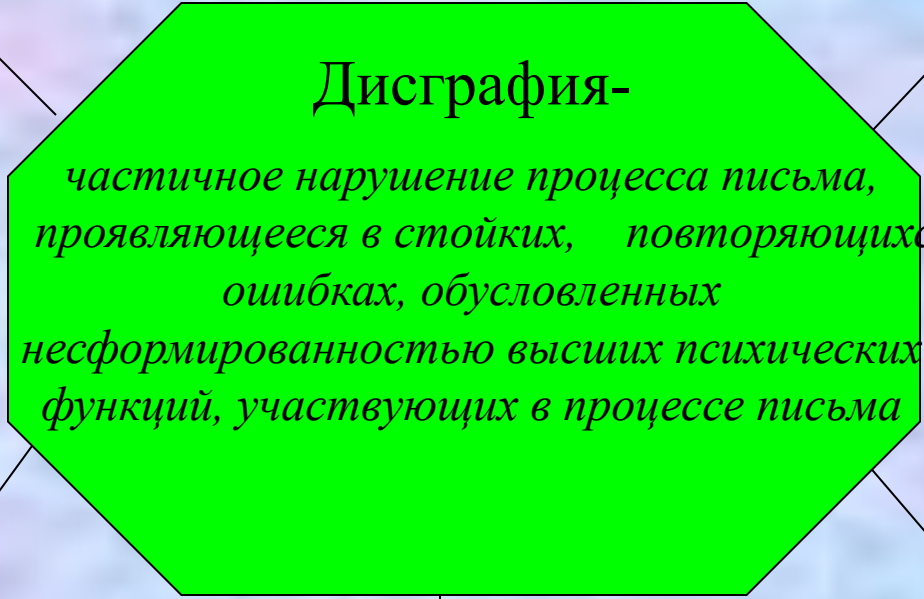 Дисграфия-
частичное нарушение процесса письма,
проявляющееся в стойких, повторяющихс
ошибках, обусловленных
несформированностью высших психических
функций, участвующих в процессе письма